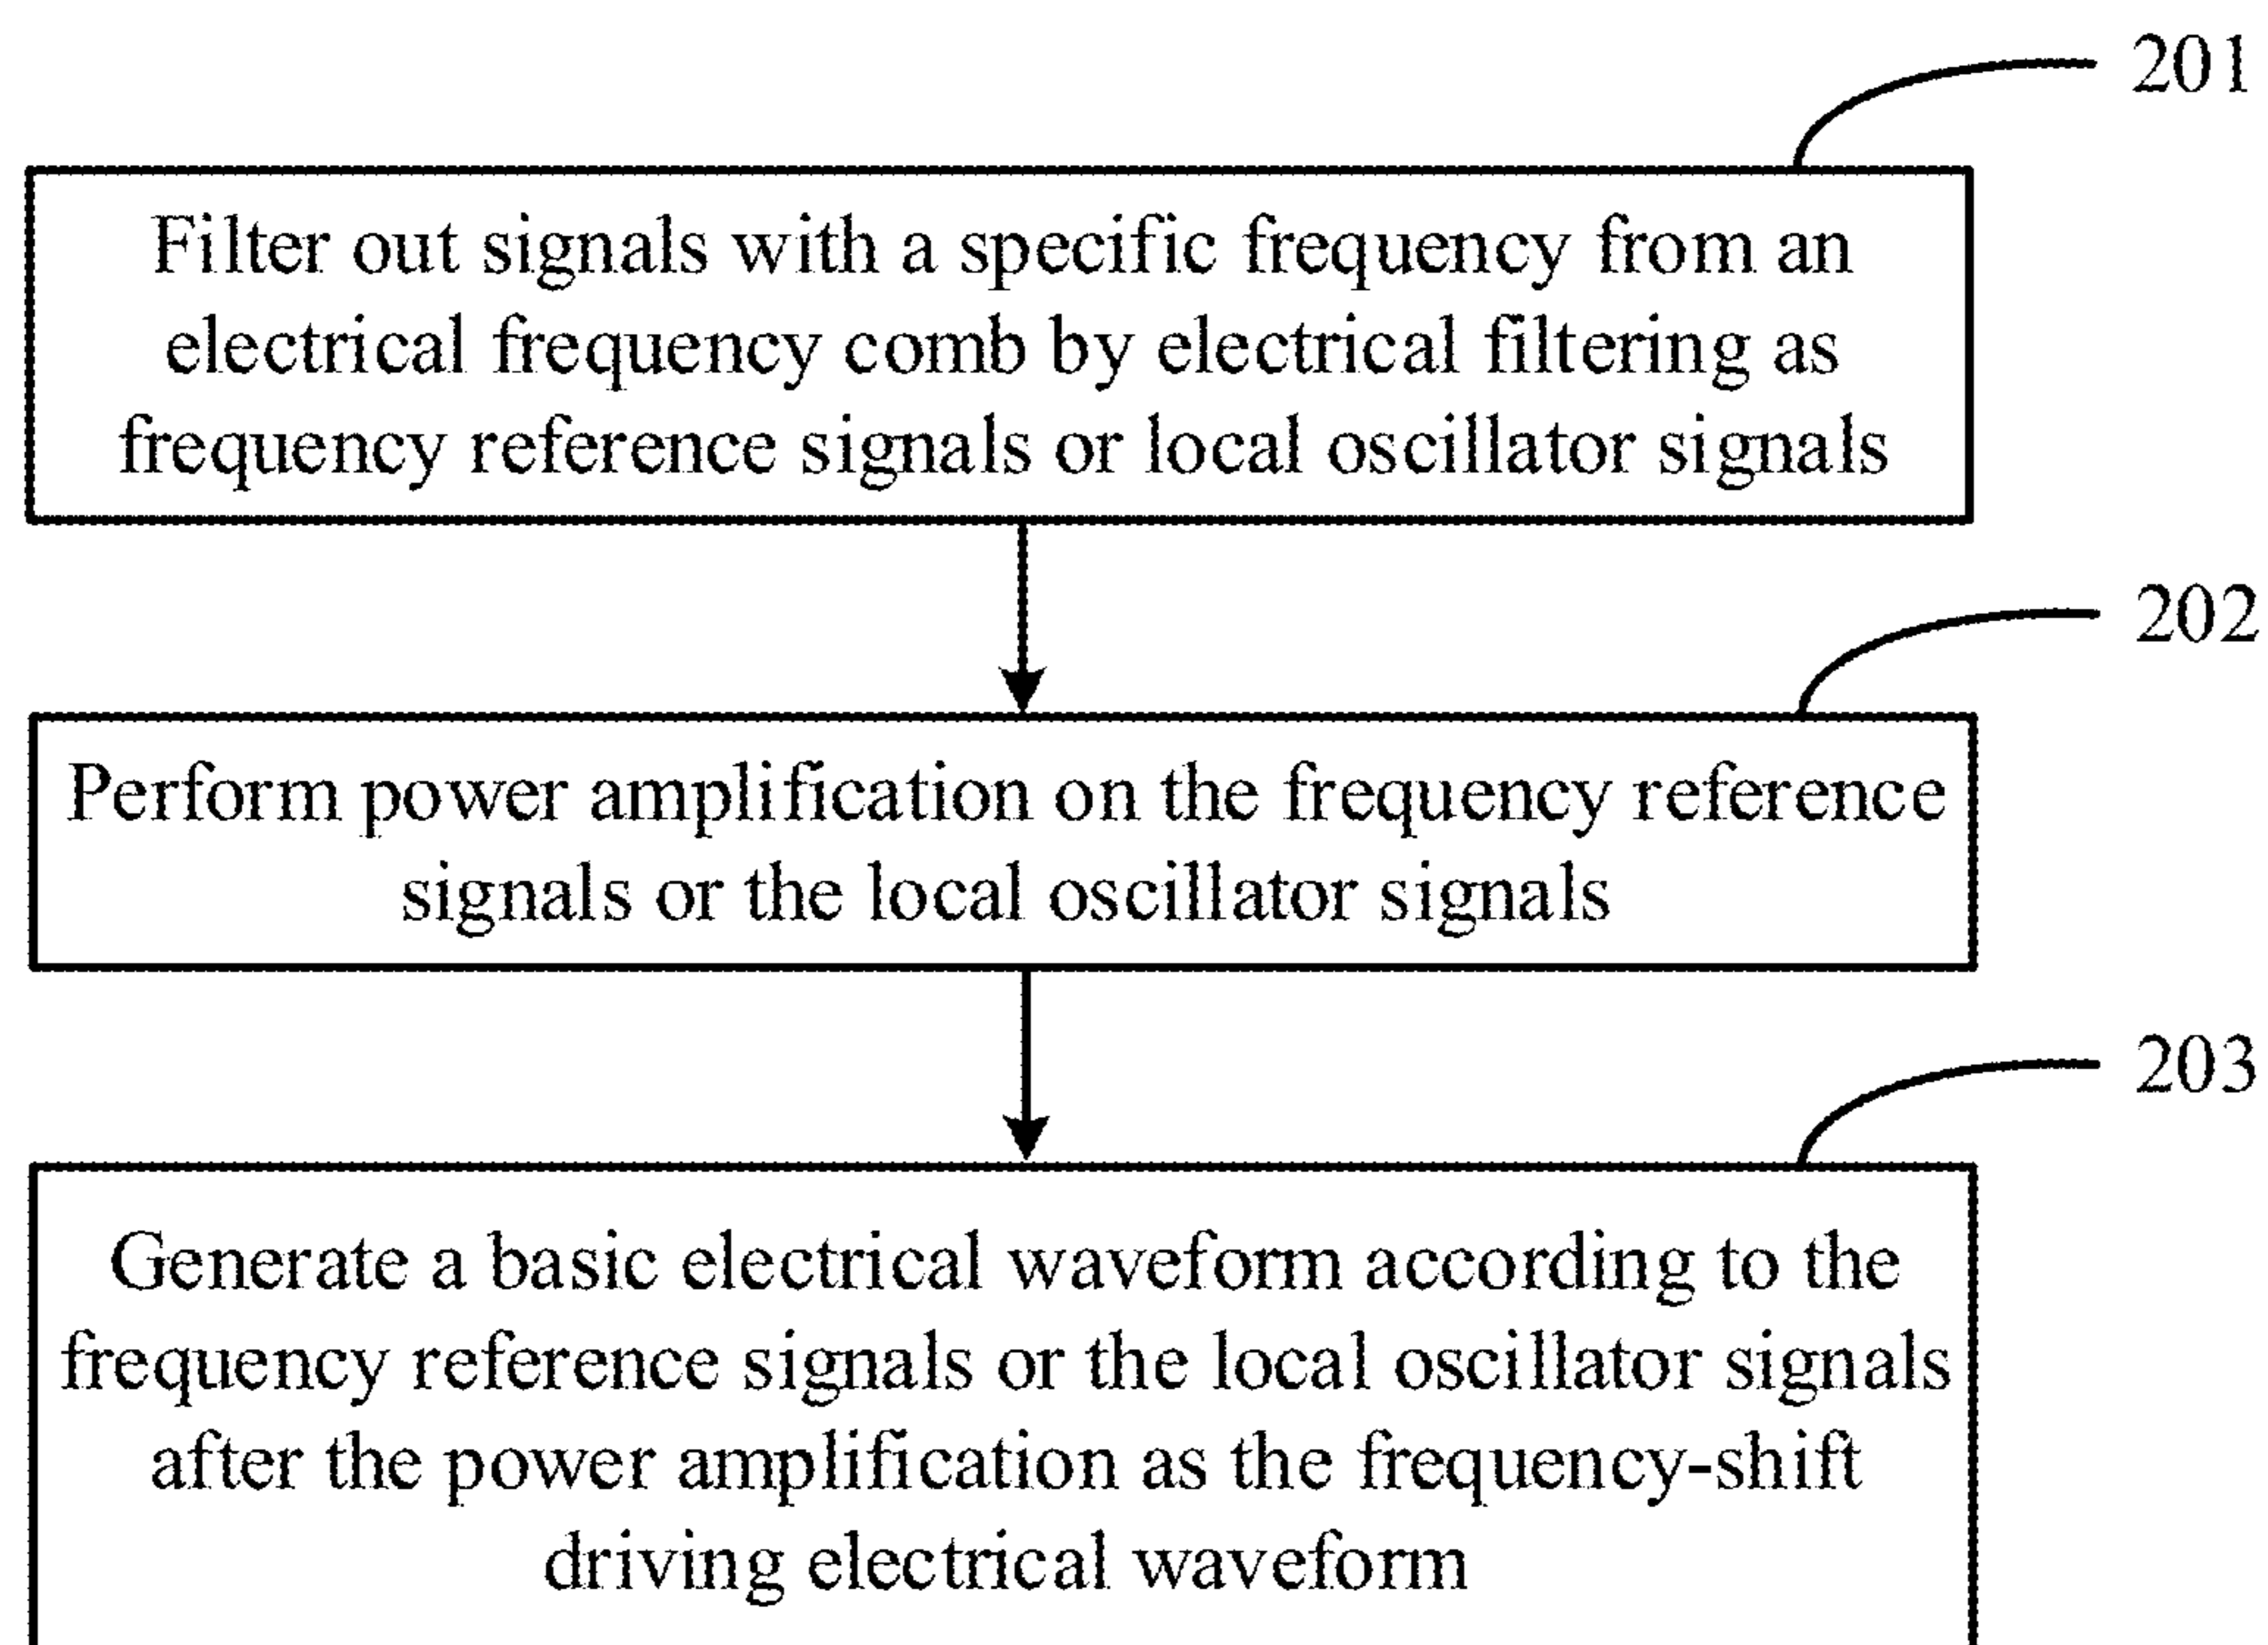 201
Filter out signals with a specific frequency from an
electrical frequency comb by electrical filtering as
frequency reference signals or local oscillator signals
202
Perform power amplification on the frequency reference
signals or the local oscillator signals
203
Generate a basic electrical waveform according to the
frequency reference signals or the local oscillator signals
after the power amplification as the frequency-shift
driving electrical waveform